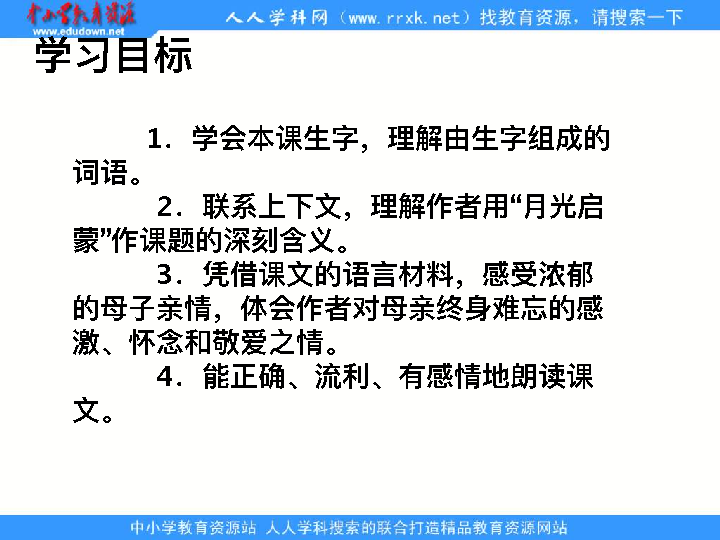 中小学教育资源
www.edudown.net
人人学科网（www.rrxk.net）找教育资源，请搜索一下
学习目标
1．学会本课生字，理解由生字组成的
词语。
2．联系上下文，理解作者用“月光启
蒙”作课题的深刻含义。
3．凭借课文的语言材料，感受浓郁
的母子亲情，体会作者对母亲终身难忘的感
激、怀念和敬爱之情。
4．能正确、流利、有感情地朗读课
文。
中小学教育资源站 人人学科搜索的联合打造精品教育资源网站